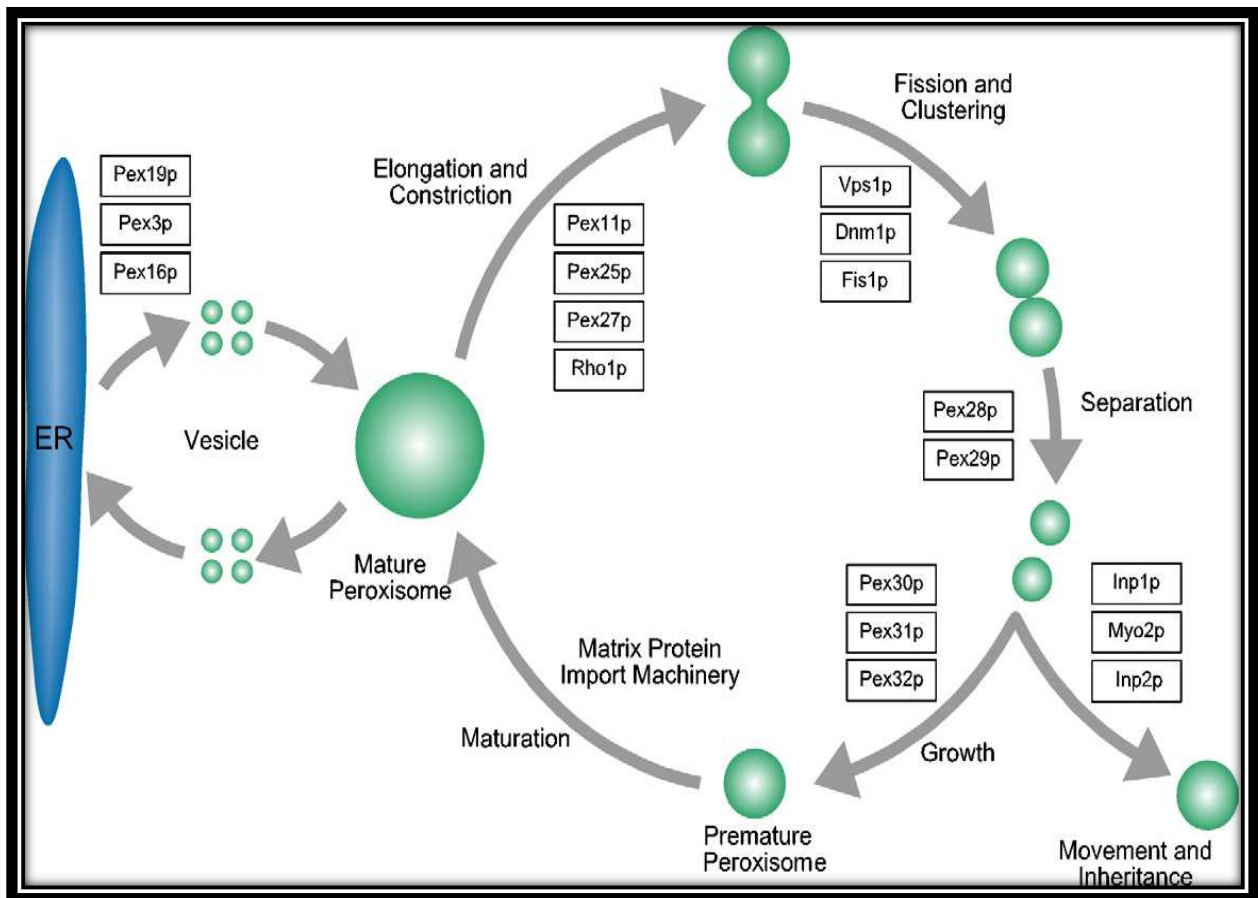 Pex19p
Pex3p
Pex16p
ER
Vesicle
Mature
Peroxisome
Elongation and
Constriction
Pex11p
Pex25p
Pex27p
Rho1p
Fission and
Clustering
Vps1p
Dnm1p
Fis1p
Separation
Pex28p
Pex29p
Pex30p
Pex31p
Pex32p
Inp1p
Myo2p
Inp2p
Growth
Movement and
Inheritance
Premature
Peroxisome
Matrix Protein
Import Machinery
Maturation